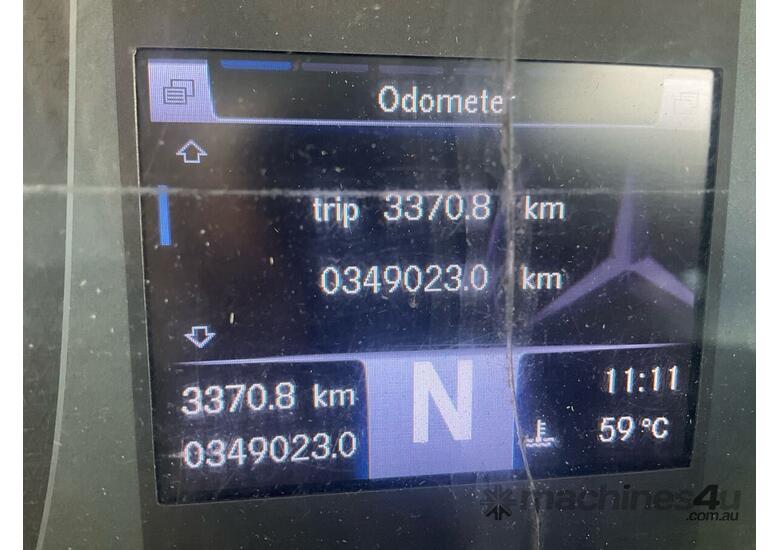 Odometer
trip 3370.8 km
0349023.0 km
3370.8 km
0349023.0
N
11:11
59 °C
machines4u
.com.au